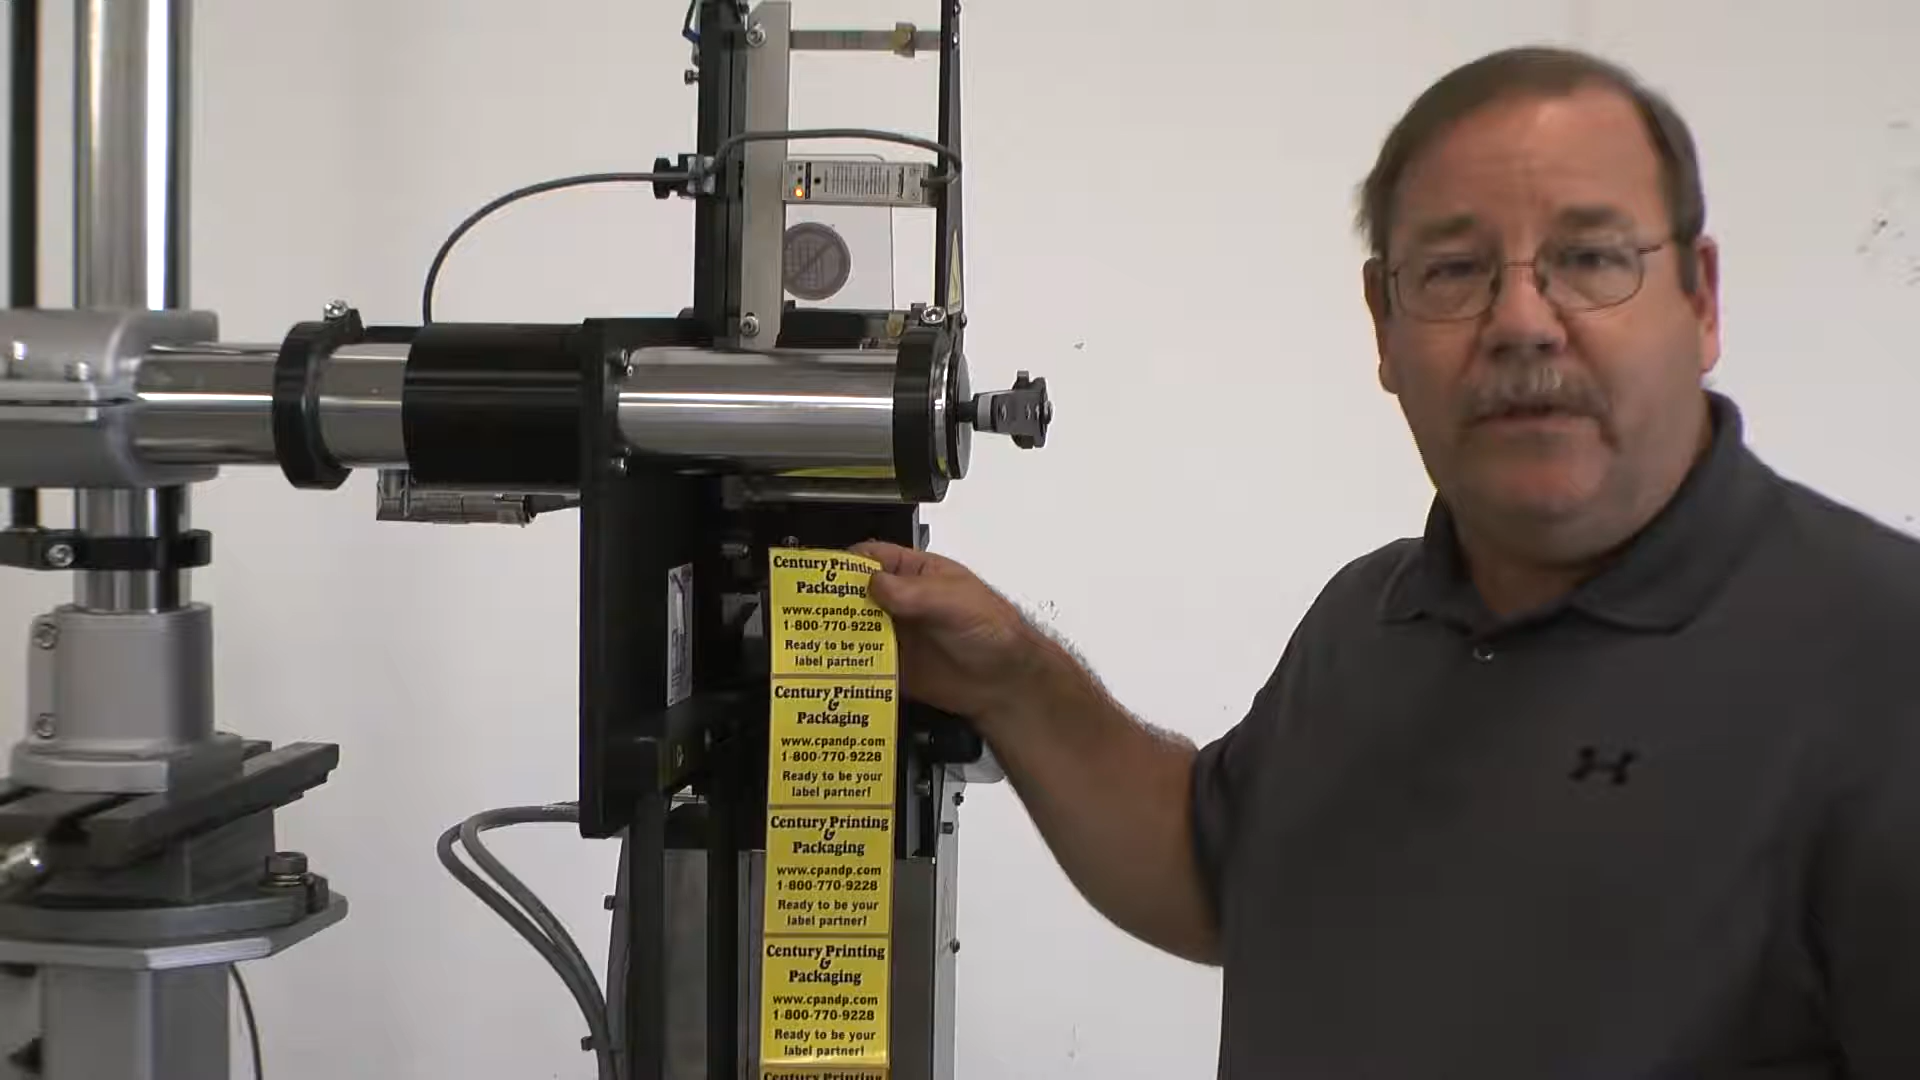 Century Printing
&
Packaging
www.cpandp.com
1-800-770-9228
Ready to be your
label partner!
Century Printing
&
Packaging
www.cpandp.com
1-800-770-9228
Ready to be your
label partner!
Century Printing
&
Packaging
www.cpandp.com
1-800-770-9228
Ready to be your
label partner!
Century Printing
&
Packaging
www.cpandp.com
1-800-770-9228
Ready to be your
label partner!
Century Printing